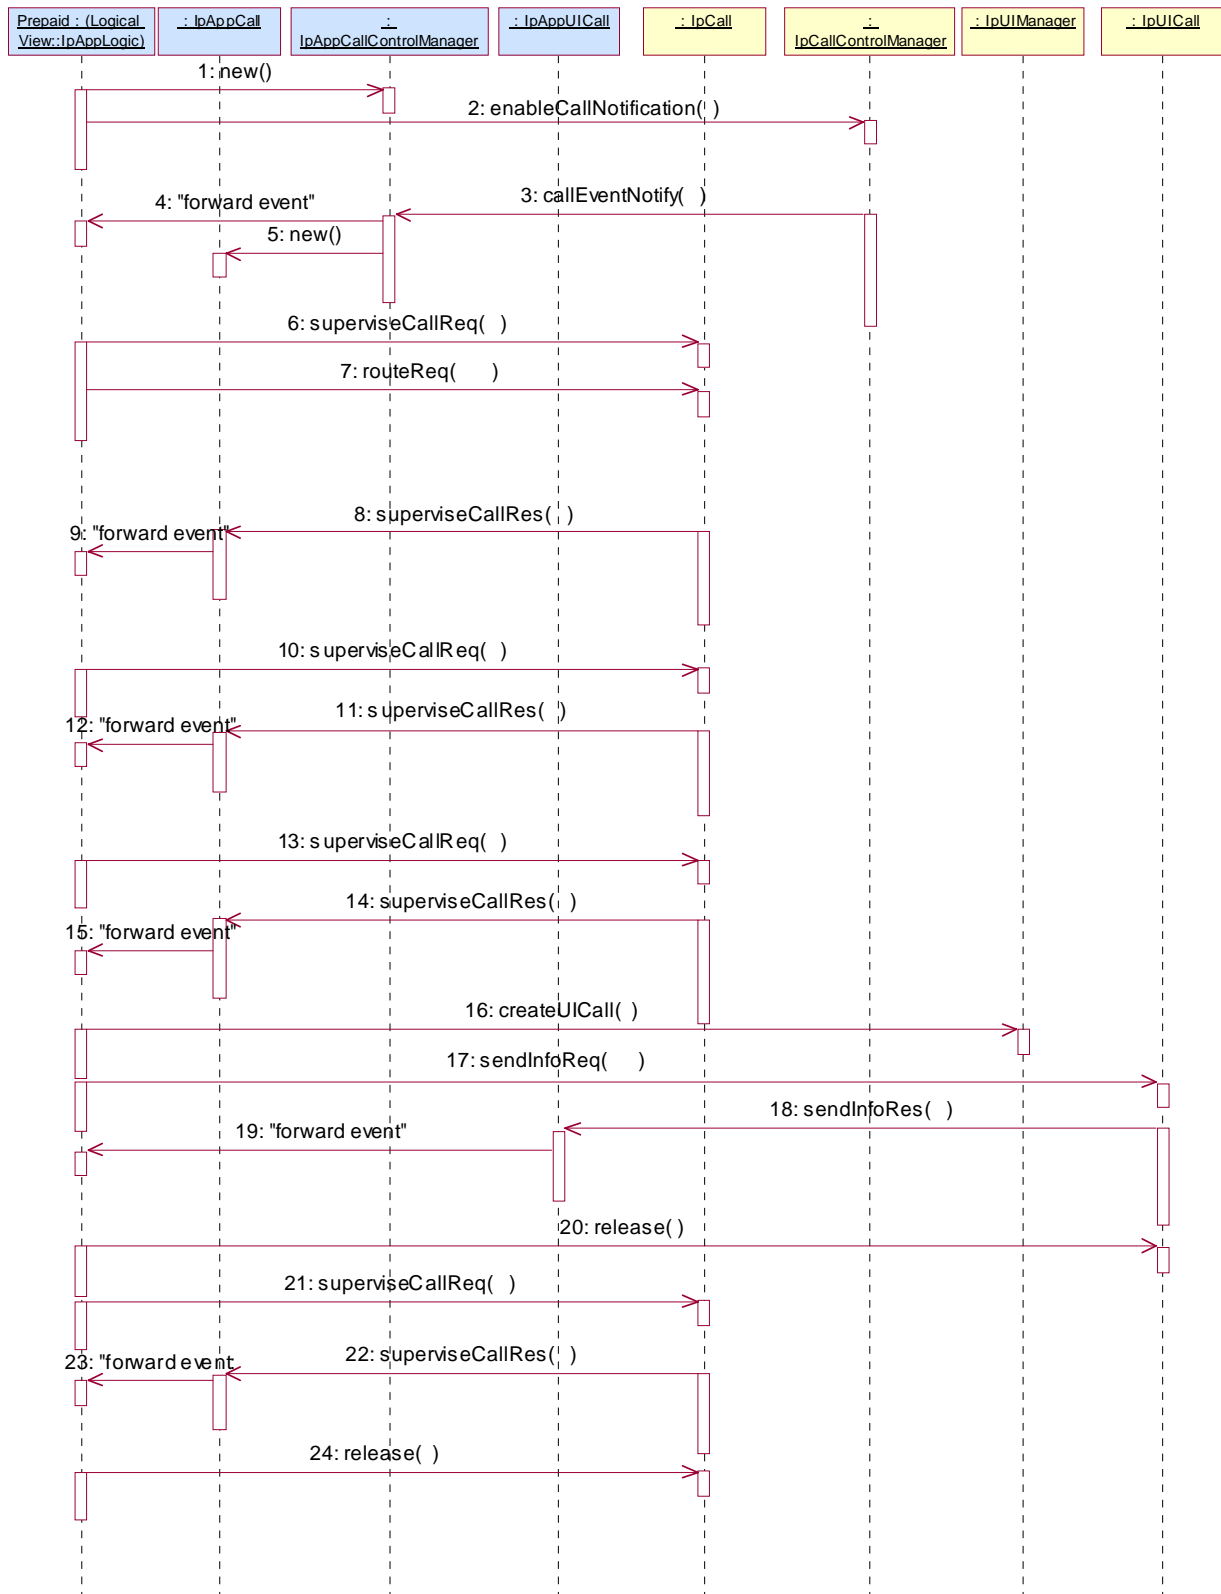 Prepaid : (Logical
View::IpAppLogic)
: IpAppCall
:
IpAppCallControlManager
: IpAppUICall
: IpCall
:
IpCallControlManager
: IpUIManager
: IpUICall
1: new()
2: enableCallNotification( )
3: callEventNotify( )
4: "forward event"
5: new()
6: superviseCallReq( )
7: routeReq( )
8: superviseCallRes( )
9: "forward event"
10: superviseCallReq( )
11: superviseCallRes( )
12: "forward event"
13: superviseCallReq( )
14: superviseCallRes( )
15: "forward event"
16: createUICall( )
17: sendInfoReq( )
18: sendInfoRes( )
19: "forward event"
20: release( )
21: superviseCallReq( )
22: superviseCallRes( )
23: "forward event
24: release( )